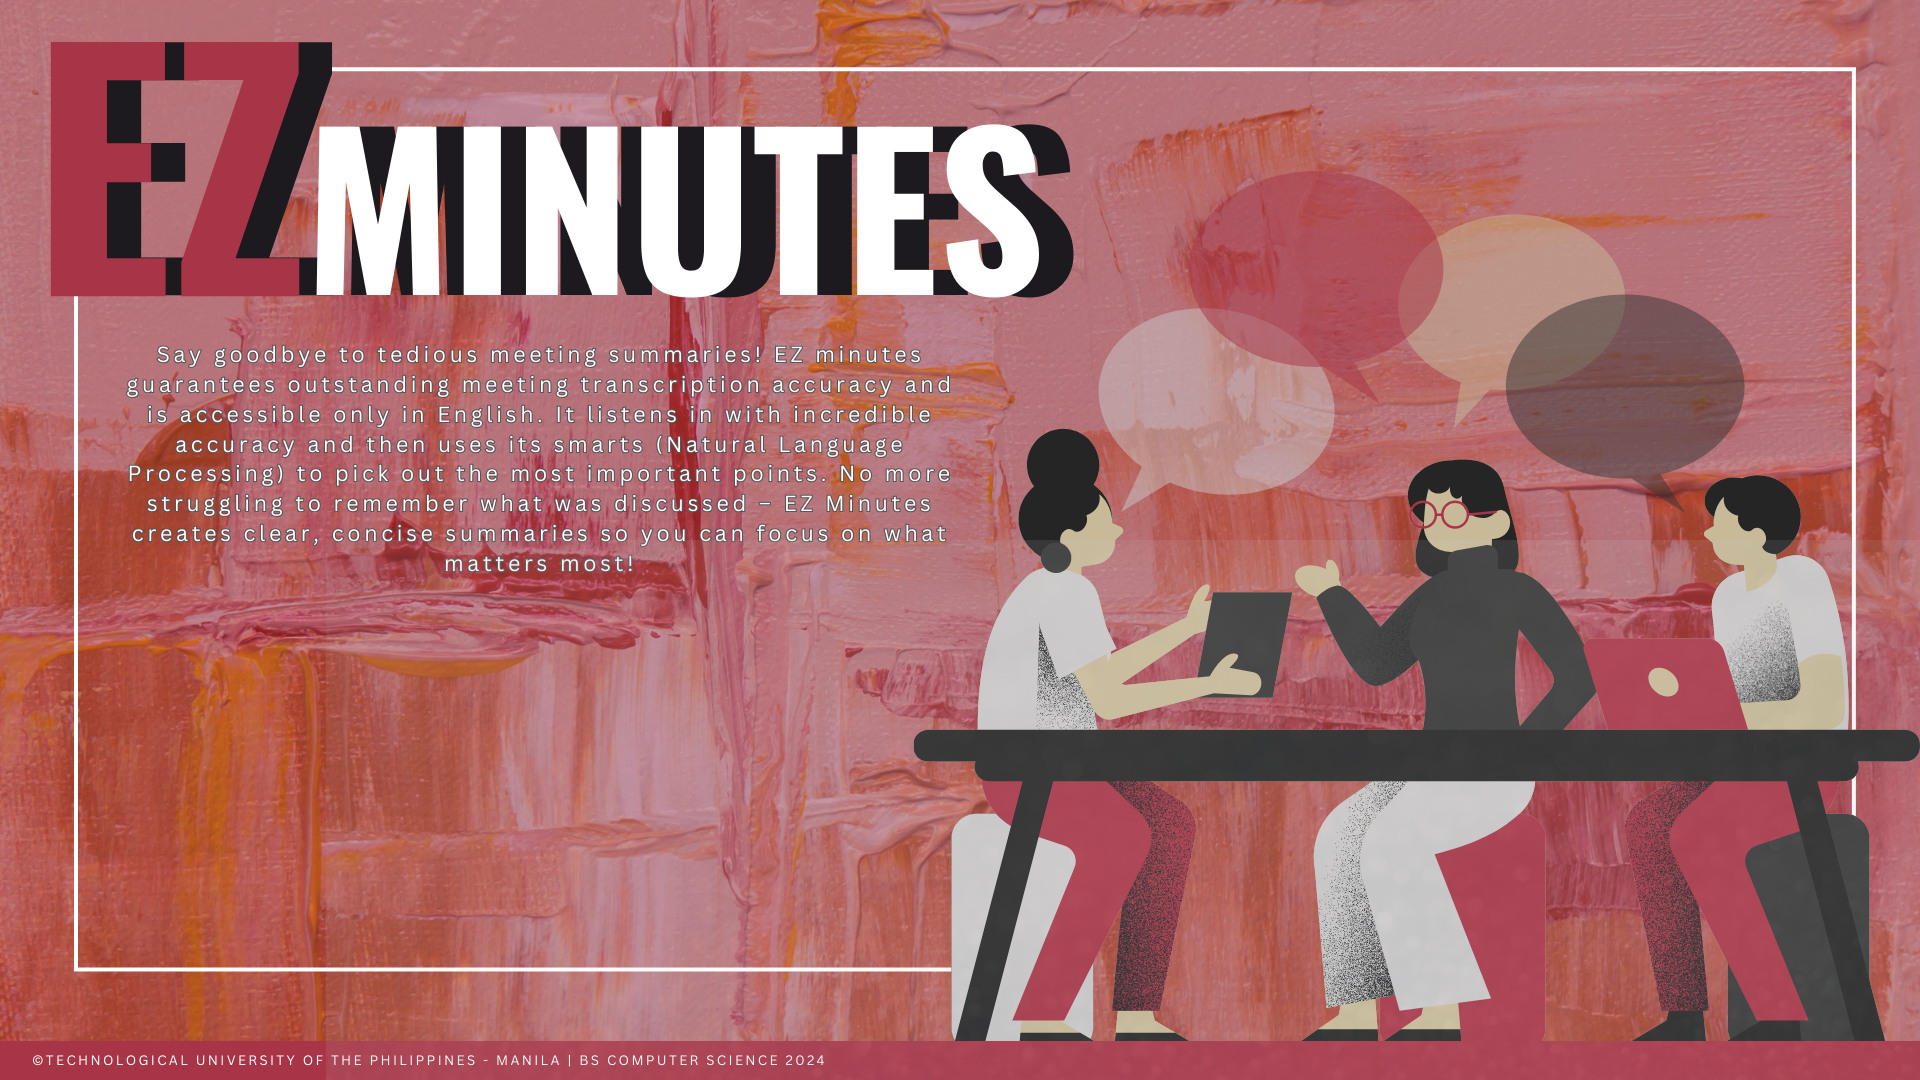 EZ
MINUTES
Say goodbye to tedious meeting summaries! EZ minutes
guarantees outstanding meeting transcription accuracy and
is accessible only in English. It listens in with incredible
accuracy and then uses its smarts (Natural Language
Processing) to pick out the most important points. No more
struggling to remember what was discussed – EZ Minutes
creates clear, concise summaries so you can focus on what
matters most!
©TECHNOLOGICAL UNIVERSITY OF THE PHILIPPINES - MANILA | BS COMPUTER SCIENCE 2024